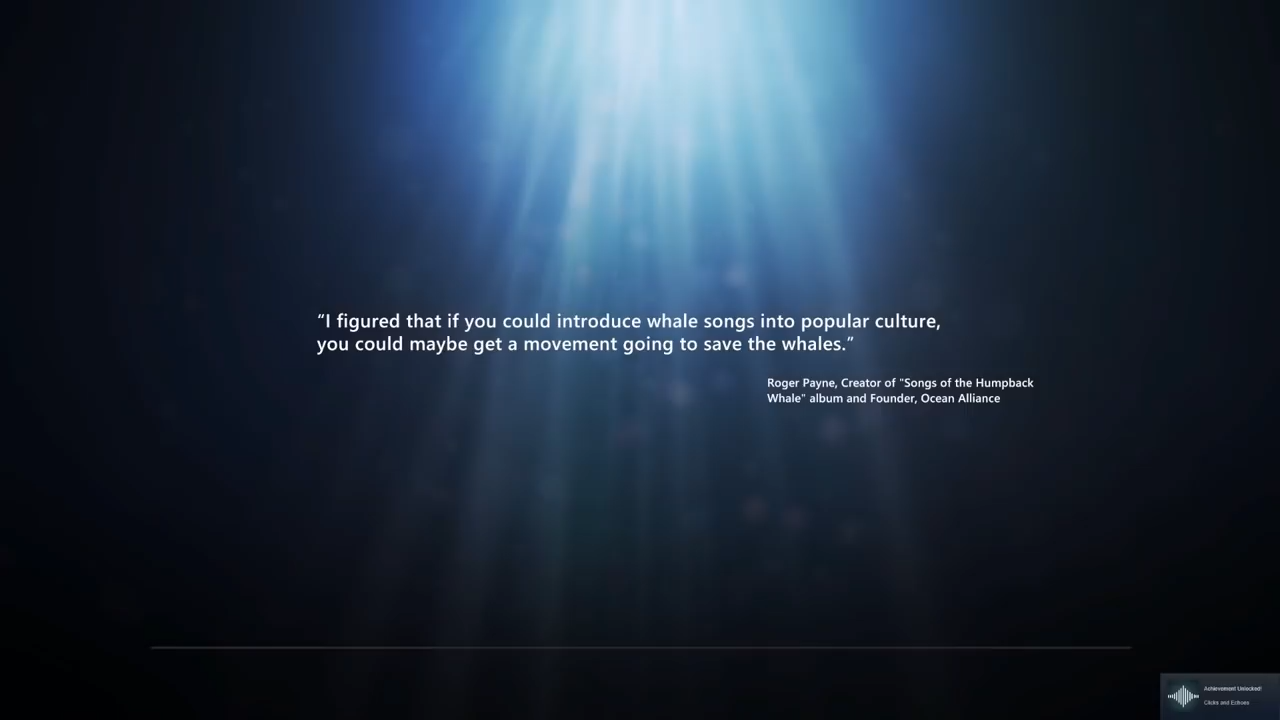 “I figured that if you could introduce whale songs into popular culture,
you could maybe get a movement going to save the whales.”
Roger Payne, Creator of "Songs of the Humpback
Whale" album and Founder, Ocean Alliance
Achievement Unlocked!
Clicks and Echoes